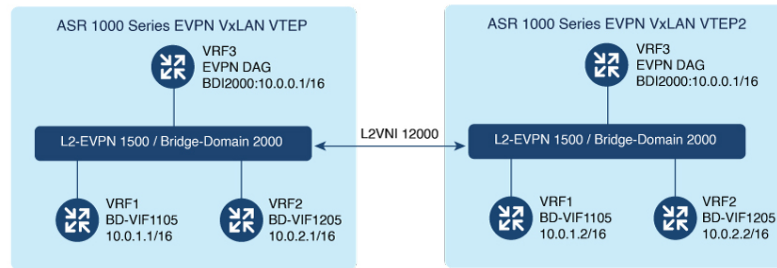 ASR 1000 Series EVPN VxLAN VTEP
VRF3
EVPN DAG
BDI2000:10.0.0.1/16
L2-EVPN 1500 / Bridge-Domain 2000
VRF1
BD-VIF1105
10.0.1.1/16
VRF2
BD-VIF1205
10.0.2.1/16
L2VNI 12000
ASR 1000 Series EVPN VxLAN VTEP2
VRF3
EVPN DAG
BDI2000:10.0.0.1/16
L2-EVPN 1500 / Bridge-Domain 2000
VRF1
BD-VIF1105
10.0.1.2/16
VRF2
BD-VIF1205
10.0.2.2/16